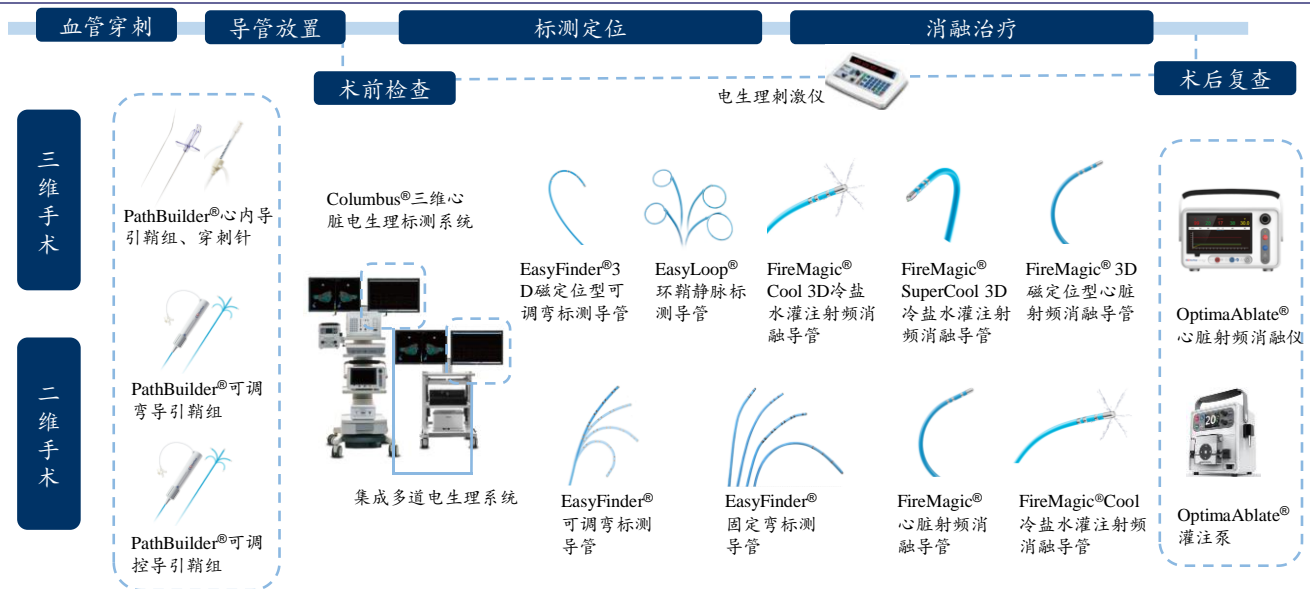 血管穿刺
导管放置
标测定位
消融治疗
术前检查
电生理刺激仪
术后复查
三维手术
PathBuilder®心内导
引鞘组、穿刺针
Columbus®三维心
脏电生理标测系统
EasyFinder®3
D磁定位型可
调弯标测导管
EasyLoop®
环鞘静脉标
测导管
FireMagic®
Cool 3D冷盐
水灌注射频
消融导管
FireMagic®
SuperCool 3D
冷盐水灌注射
频消融导管
FireMagic® 3D
磁定位型心脏
射频消融导管
OptimaAblate®
心脏射频消融仪
二维手术
PathBuilder®可调
弯导引鞘组
PathBuilder®可调
控导引鞘组
集成多道电生理系统
EasyFinder®
可调弯标测
导管
EasyFinder®
固定弯标测
导管
FireMagic®
心脏射频消
融导管
FireMagic®Cool
冷盐水灌注射频
消融导管
20
OptimaAblate®
灌注泵